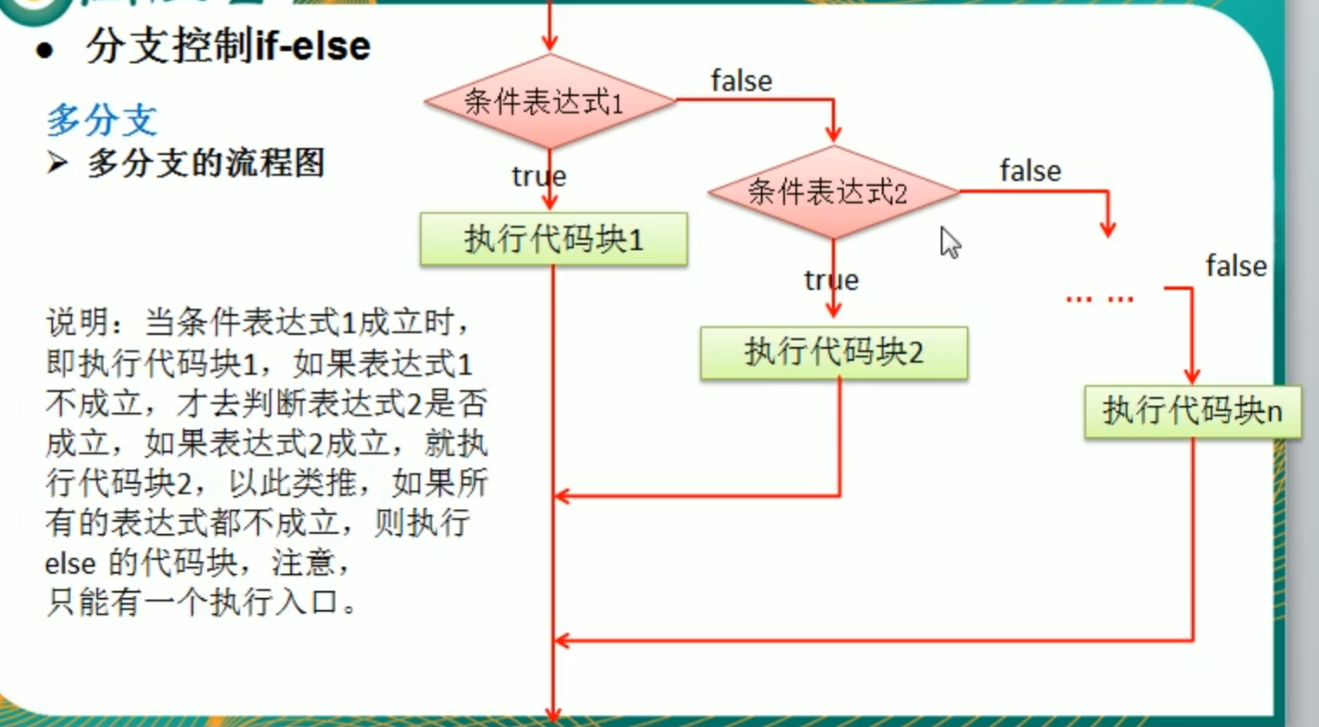 分支控制if-else
多分支
多分支的流程图
条件表达式1
false
true
执行代码块1
条件表达式2
false
true
执行代码块2
... ...
false
执行代码块n
说明：当条件表达式1成立时，
即执行代码块1，如果表达式1
不成立，才去判断表达式2是否
成立，如果表达式2成立，就执
行代码块2，以此类推，如果所
有的表达式都不成立，则执行
else 的代码块，注意，
只能有一个执行入口。